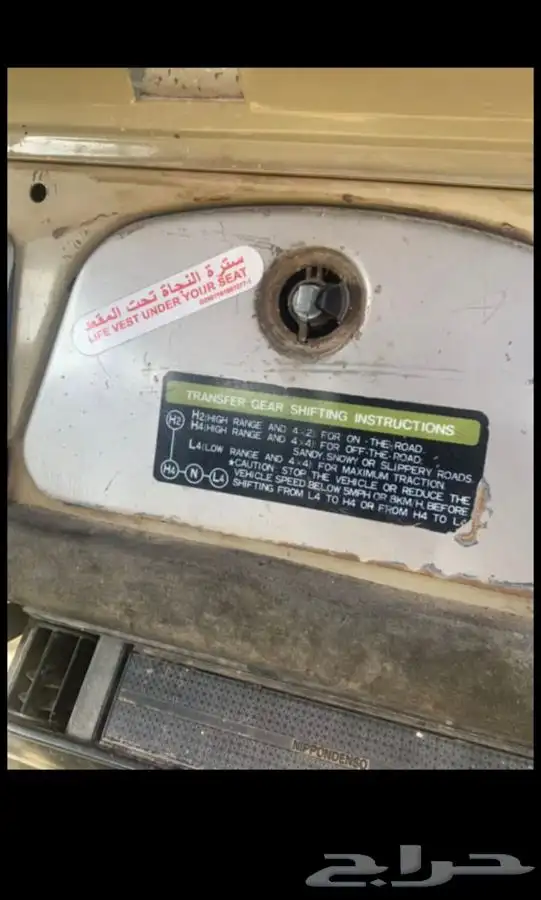 سترة النجاة تحت المقعد
LIFE VEST UNDER YOUR SEAT
TRANSFER GEAR SHIFTING INSTRUCTIONS
H2(HIGH RANGE AND 4×2) FOR ON-THE-ROAD.
H4(HIGH RANGE AND 4×4) FOR OFF-THE-ROAD,
SANDY, SNOWY OR SLIPPERY ROADS.
L4(LOW RANGE AND 4×4) FOR MAXIMUM TRACTION.
★CAUTION: STOP THE VEHICLE OR REDUCE THE
VEHICLE SPEED BELOW 5MPH OR 8KM/H, BEFORE
SHIFTING FROM L4 TO H4 OR FROM H4 TO L4
H2
H4 N L4
NIPPONDENSO
حراج